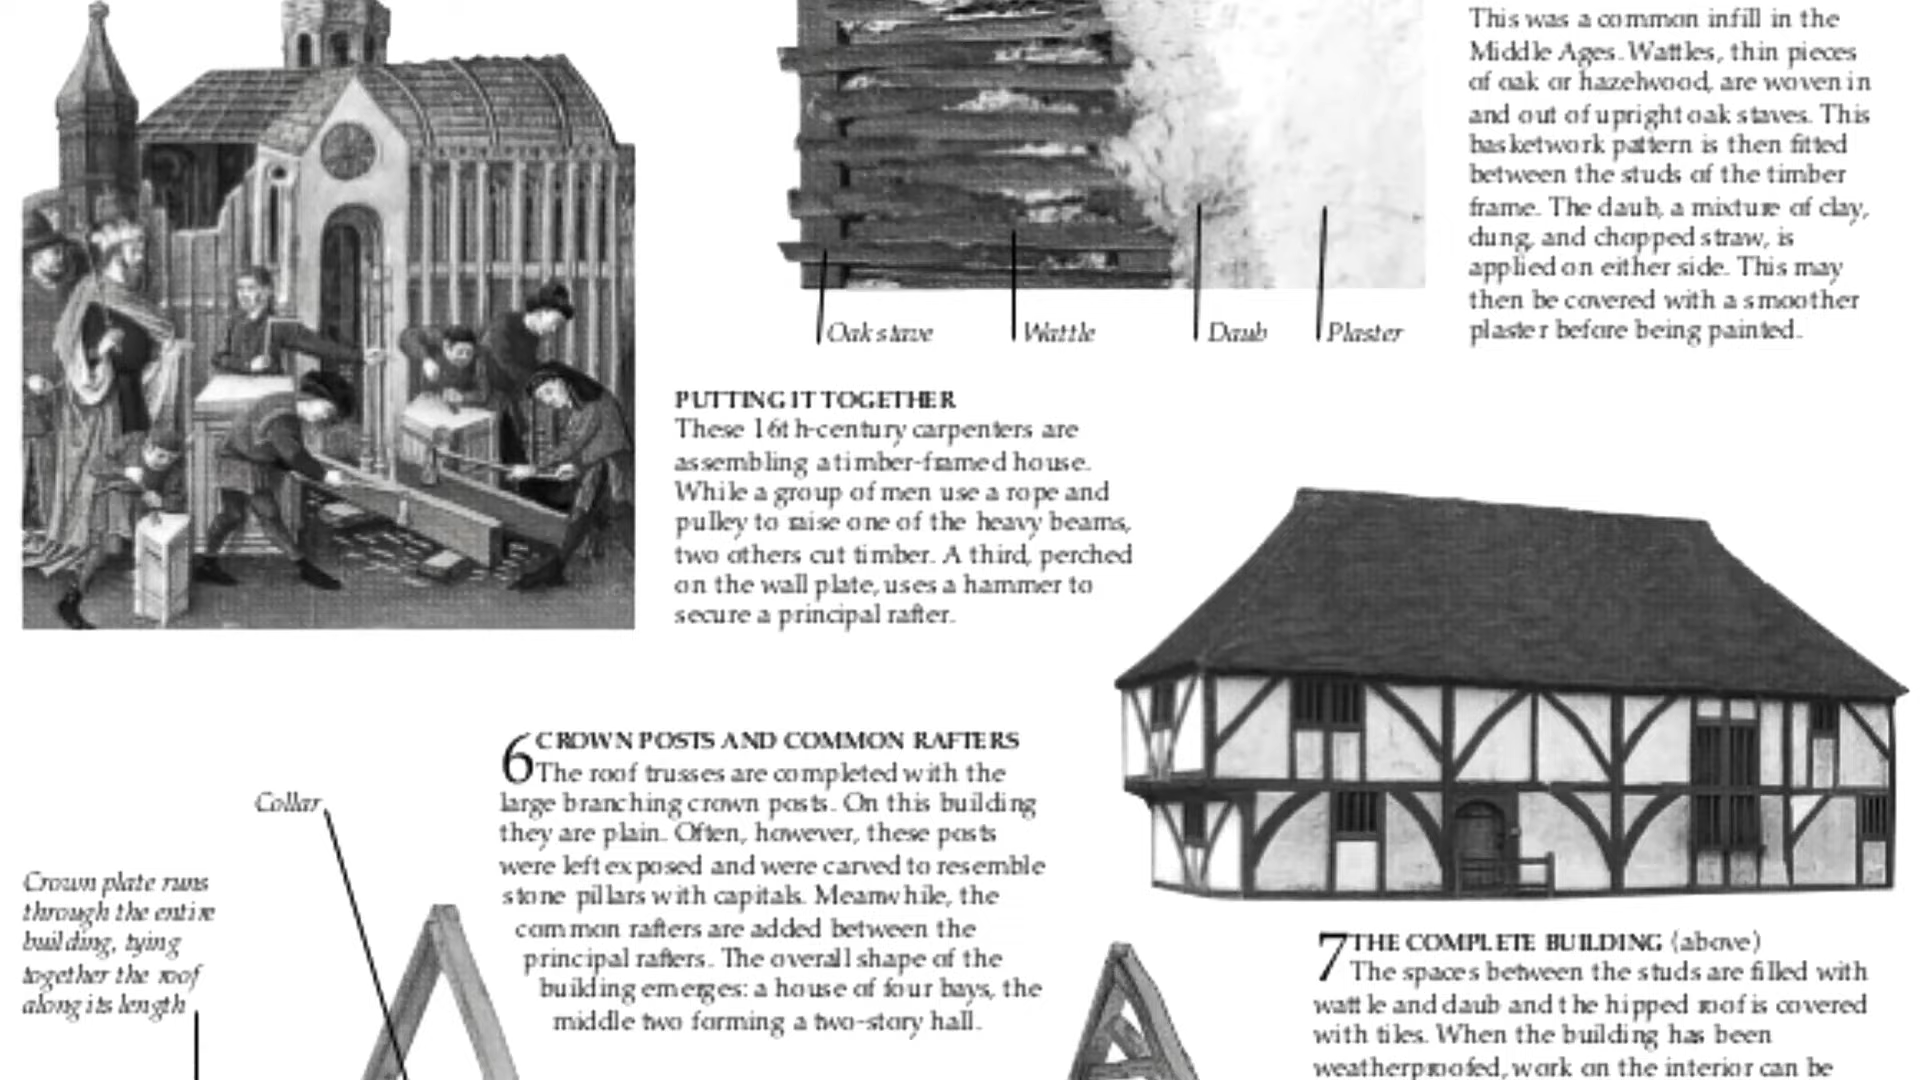 This was a common infill in the
Middle Ages. Wattles, thin pieces
of oak or hazelwood, are woven in
and out of upright oak staves. This
basketwork pattern is then fitted
between the studs of the timber
frame. The daub, a mixture of clay,
dung, and chopped straw, is
applied on either side. This may
then be covered with a smoother
plaster before being painted.
Oak stave
Wattle
Daub
Plaster
PUTTING IT TOGETHER
These 16th-century carpenters are
assembling a timber-framed house.
While a group of men use a rope and
pulley to raise one of the heavy beams,
two others cut timber. A third, perched
on the wall plate, uses a hammer to
secure a principal rafter.
6 CROWN POSTS AND COMMON RAFTERS
The roof trusses are completed with the
large branching crown posts. On this building
they are plain. Often, however, these posts
were left exposed and were carved to resemble
stone pillars with capitals. Meanwhile, the
common rafters are added between the
principal rafters. The overall shape of the
building emerges: a house of four bays, the
middle two forming a two-story hall.
Collar
Crown plate runs
through the entire
building, tying
together the roof
along its length
7 THE COMPLETE BUILDING (above)
The spaces between the studs are filled with
wattle and daub and the hipped roof is covered
with tiles. When the building has been
weatherproofed, work on the interior can be